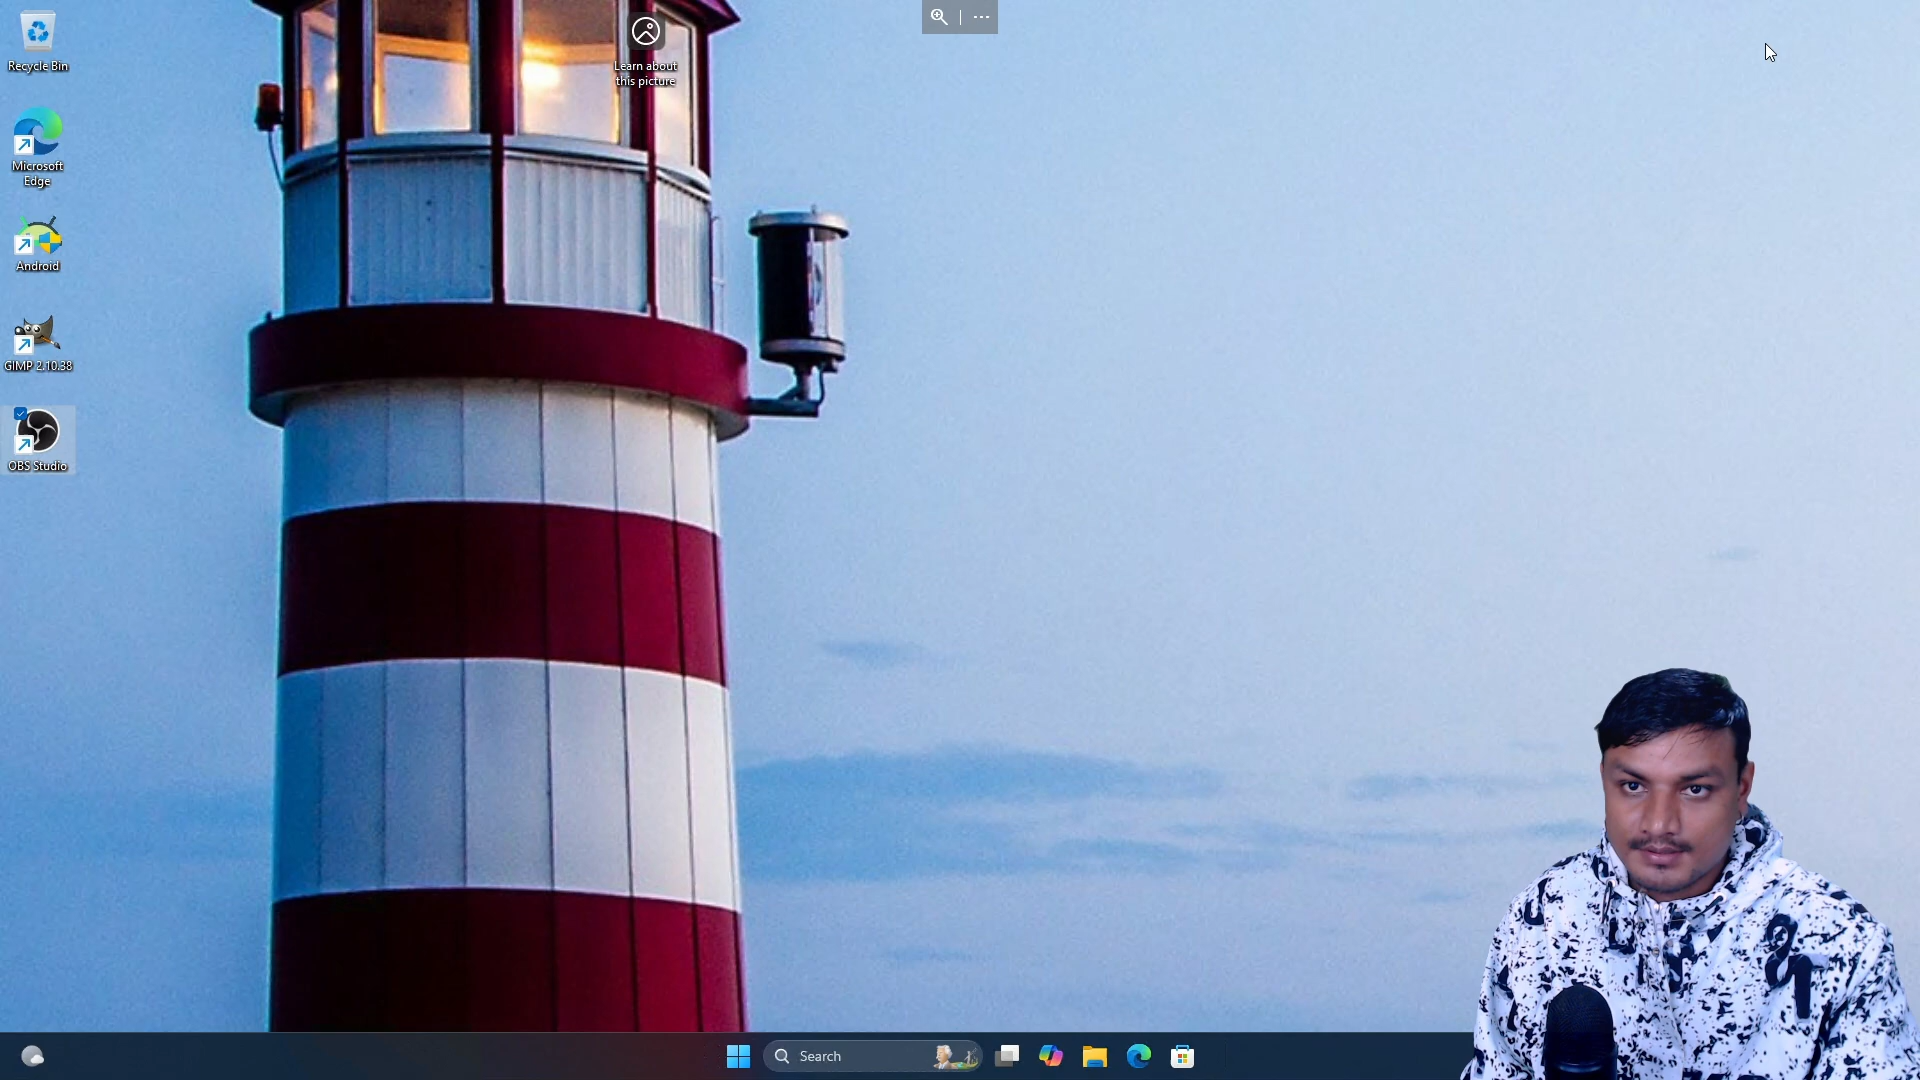 Recycle Bin
Learn about
this picture
Microsoft
Edge
Android
GIMP 2.10.38
OBS Studio
Search